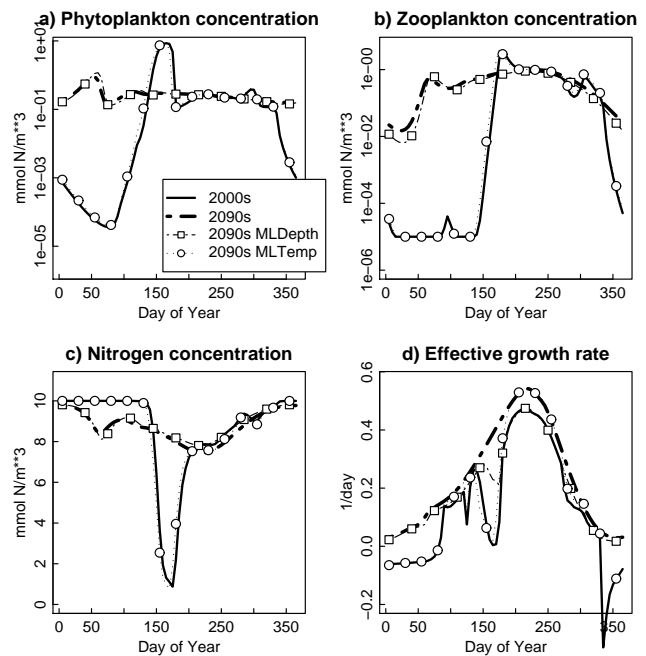 a) Phytoplankton concentration
1e+01
1e-01
1e-03
1e-05
mmol N/m**3
0 50 150 250 350
Day of Year
2000s
2090s
2090s MLDepth
2090s MLTemp
b) Zooplankton concentration
1e-00
1e-02
1e-04
1e-06
mmol N/m**3
0 50 150 250 350
Day of Year
c) Nitrogen concentration
10
8
6
4
2
0
mmol N/m**3
0 50 150 250 350
Day of Year
d) Effective growth rate
0.6
0.4
0.2
0.0
−0.2
1/day
0 50 150 250 350
Day of Year